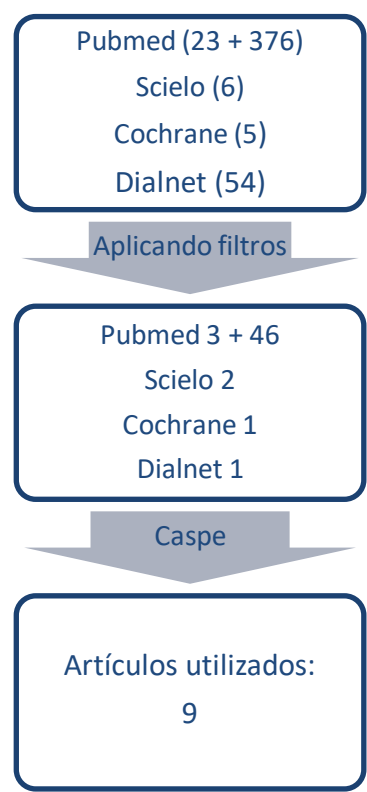 Pubmed (23 + 376)
Scielo (6)
Cochrane (5)
Dialnet (54)
Aplicando filtros
Pubmed 3 + 46
Scielo 2
Cochrane 1
Dialnet 1
Caspe
Artículos utilizados:
9